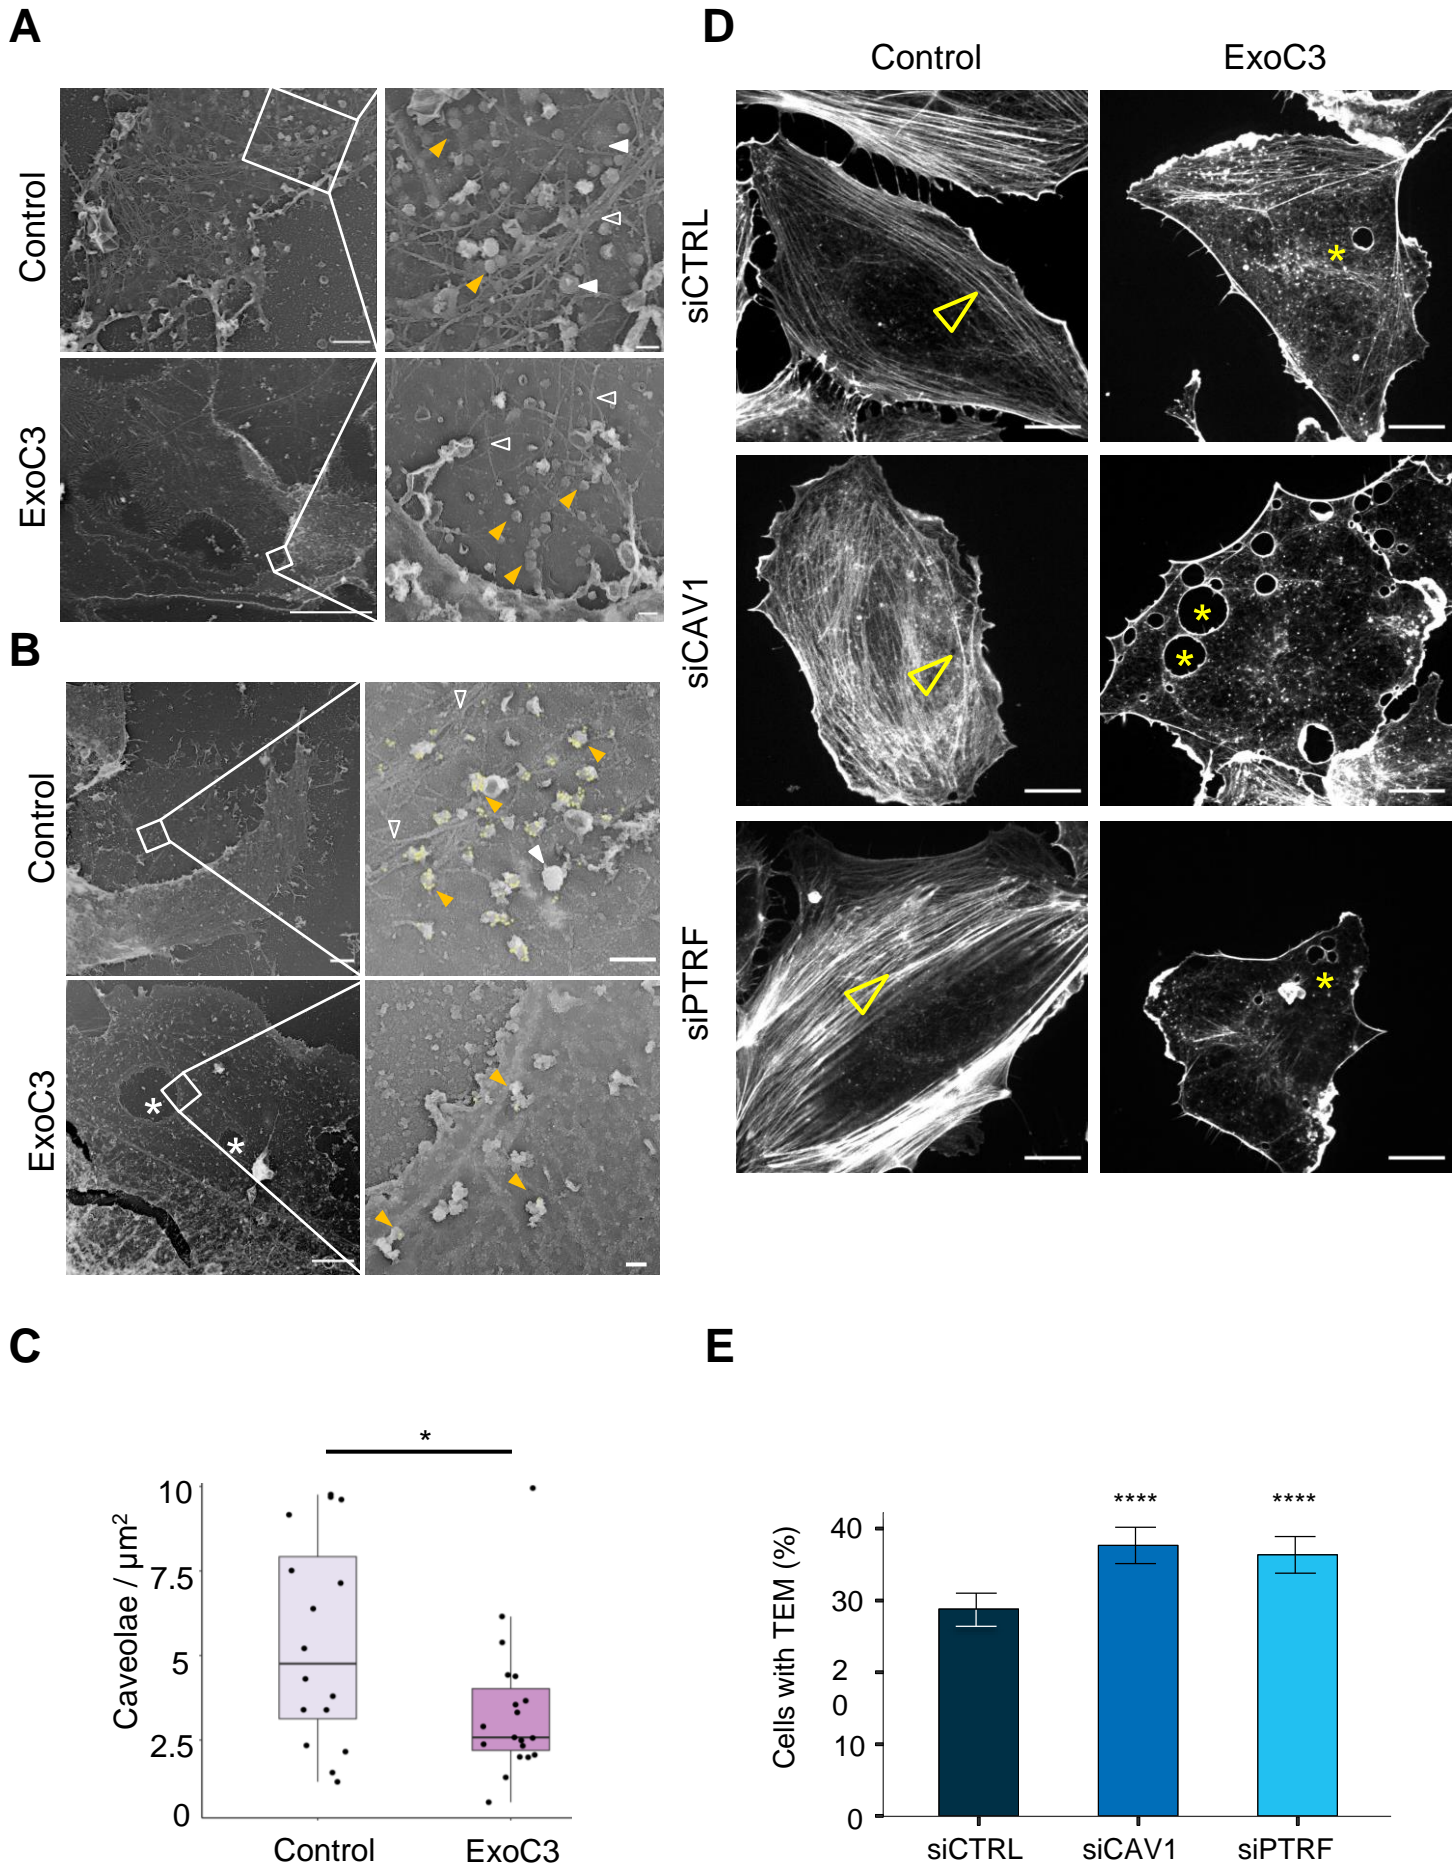 A
Control
ExoC3
B
Control
ExoC3
*
*
C
*
Caveolae / µm²
10
7.5
5
2.5
0
Control
ExoC3
D
Control
ExoC3
siCTRL
*
siCAV1
*
*
siPTRF
*
E
Cells with TEM (%)
40
30
2
0
10
0
****
****
siCTRL
siCAV1
siPTRF